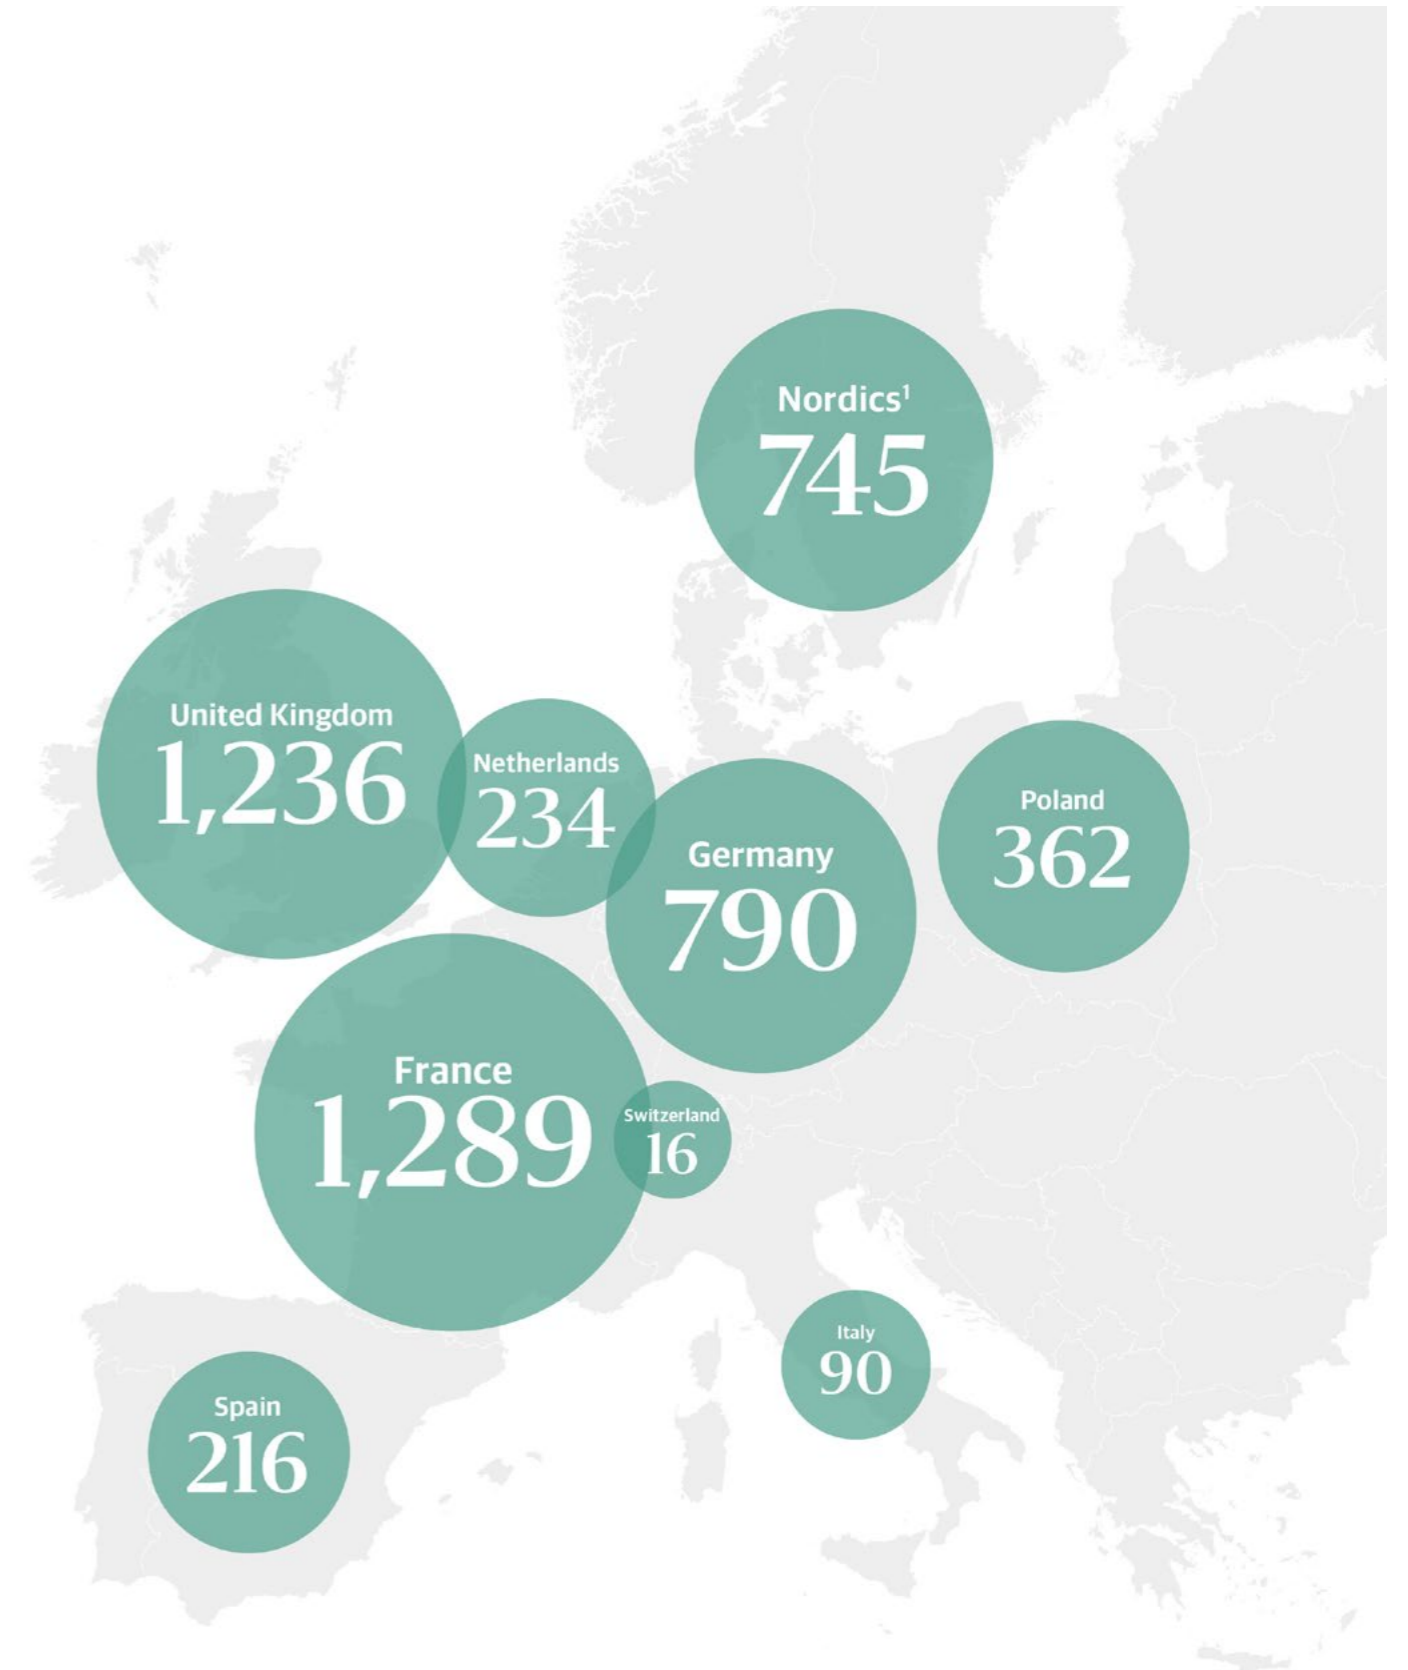 Nordics¹
745
United Kingdom
1,236
Netherlands
234
Germany
790
Poland
362
France
1,289
Switzerland
16
Italy
90
Spain
216